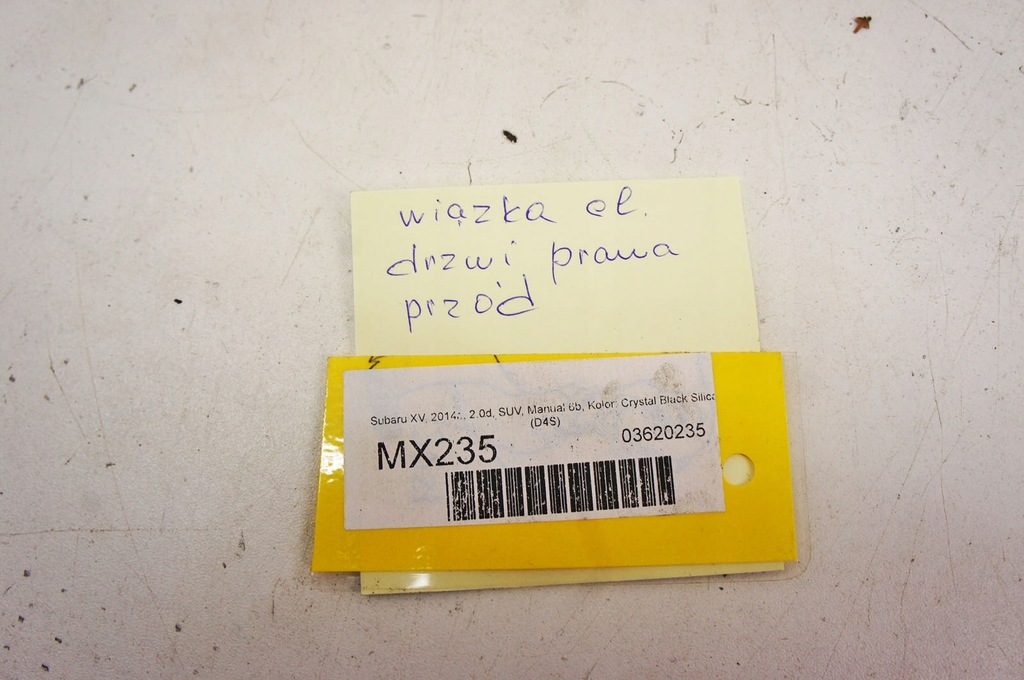 wiązka el.
drzwi prawa
przód
Subaru XV, 2014r., 2.0d, SUV, Manual 6b, Kolor: Crystal Black Silica
(D4S)
MX235
03620235